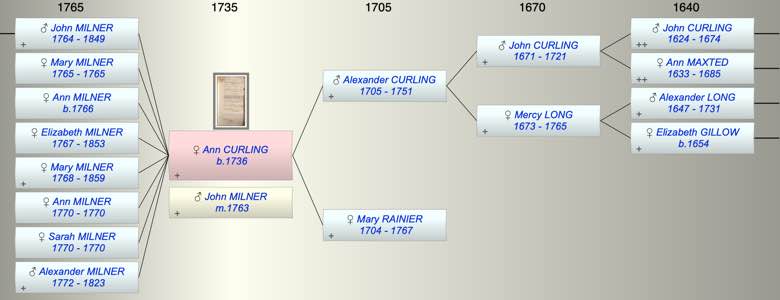 1765 1735 1705 1670 1640
♂ John MILNER
1764 - 1849
+
♀ Mary MILNER
1765 - 1765
♀ Ann MILNER
b.1766
♀ Elizabeth MILNER
1767 - 1853
+
♀ Mary MILNER
1768 - 1859
+
♀ Ann MILNER
1770 - 1770
♀ Sarah MILNER
1770 - 1770
♂ Alexander MILNER
1772 - 1823
+
♀ Ann CURLING
b.1736
+
♂ John MILNER
m.1763
+
♂ Alexander CURLING
1705 - 1751
+
♀ Mary RAINIER
1704 - 1767
+
♂ John CURLING
1671 - 1721
+
♀ Mercy LONG
1673 - 1765
+
♂ John CURLING
1624 - 1674
++
♀ Ann MAXTED
1633 - 1685
++
♂ Alexander LONG
1647 - 1731
+
♀ Elizabeth GILLOW
b.1654
+